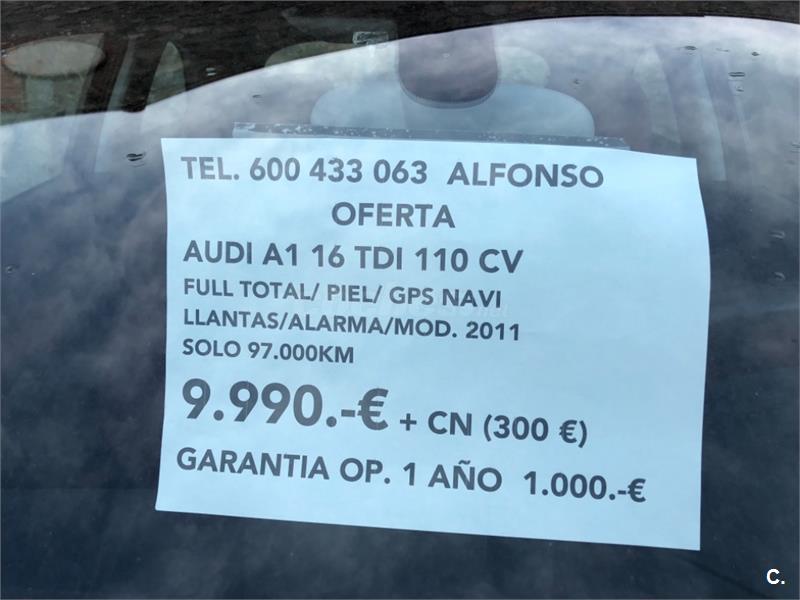 TEL. 600 433 063 ALFONSO
OFERTA
AUDI A1 16 TDI 110 CV
FULL TOTAL/ PIEL/ GPS NAVI
LLANTAS/ALARMA/MOD. 2011
SOLO 97.000KM
9.990.-€ + CN (300 €)
GARANTIA OP. 1 AÑO 1.000.-€
C.